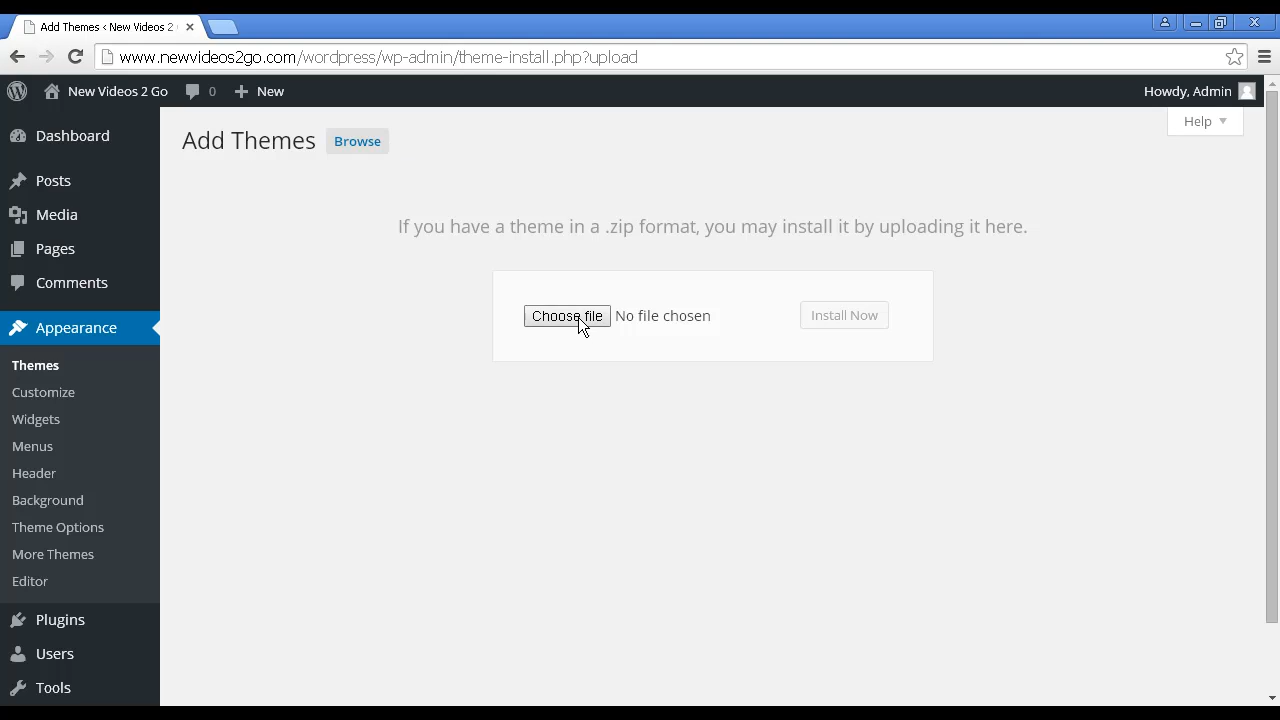 Add Themes ‹ New Videos 2
www.newvideos2go.com/wordpress/wp-admin/theme-install.php?upload
New Videos 2 Go 0 New Howdy, Admin
Help
Add Themes Browse
If you have a theme in a .zip format, you may install it by uploading it here.
Choose file No file chosen Install Now
Dashboard
Posts
Media
Pages
Comments
Appearance
Themes
Customize
Widgets
Menus
Header
Background
Theme Options
More Themes
Editor
Plugins
Users
Tools